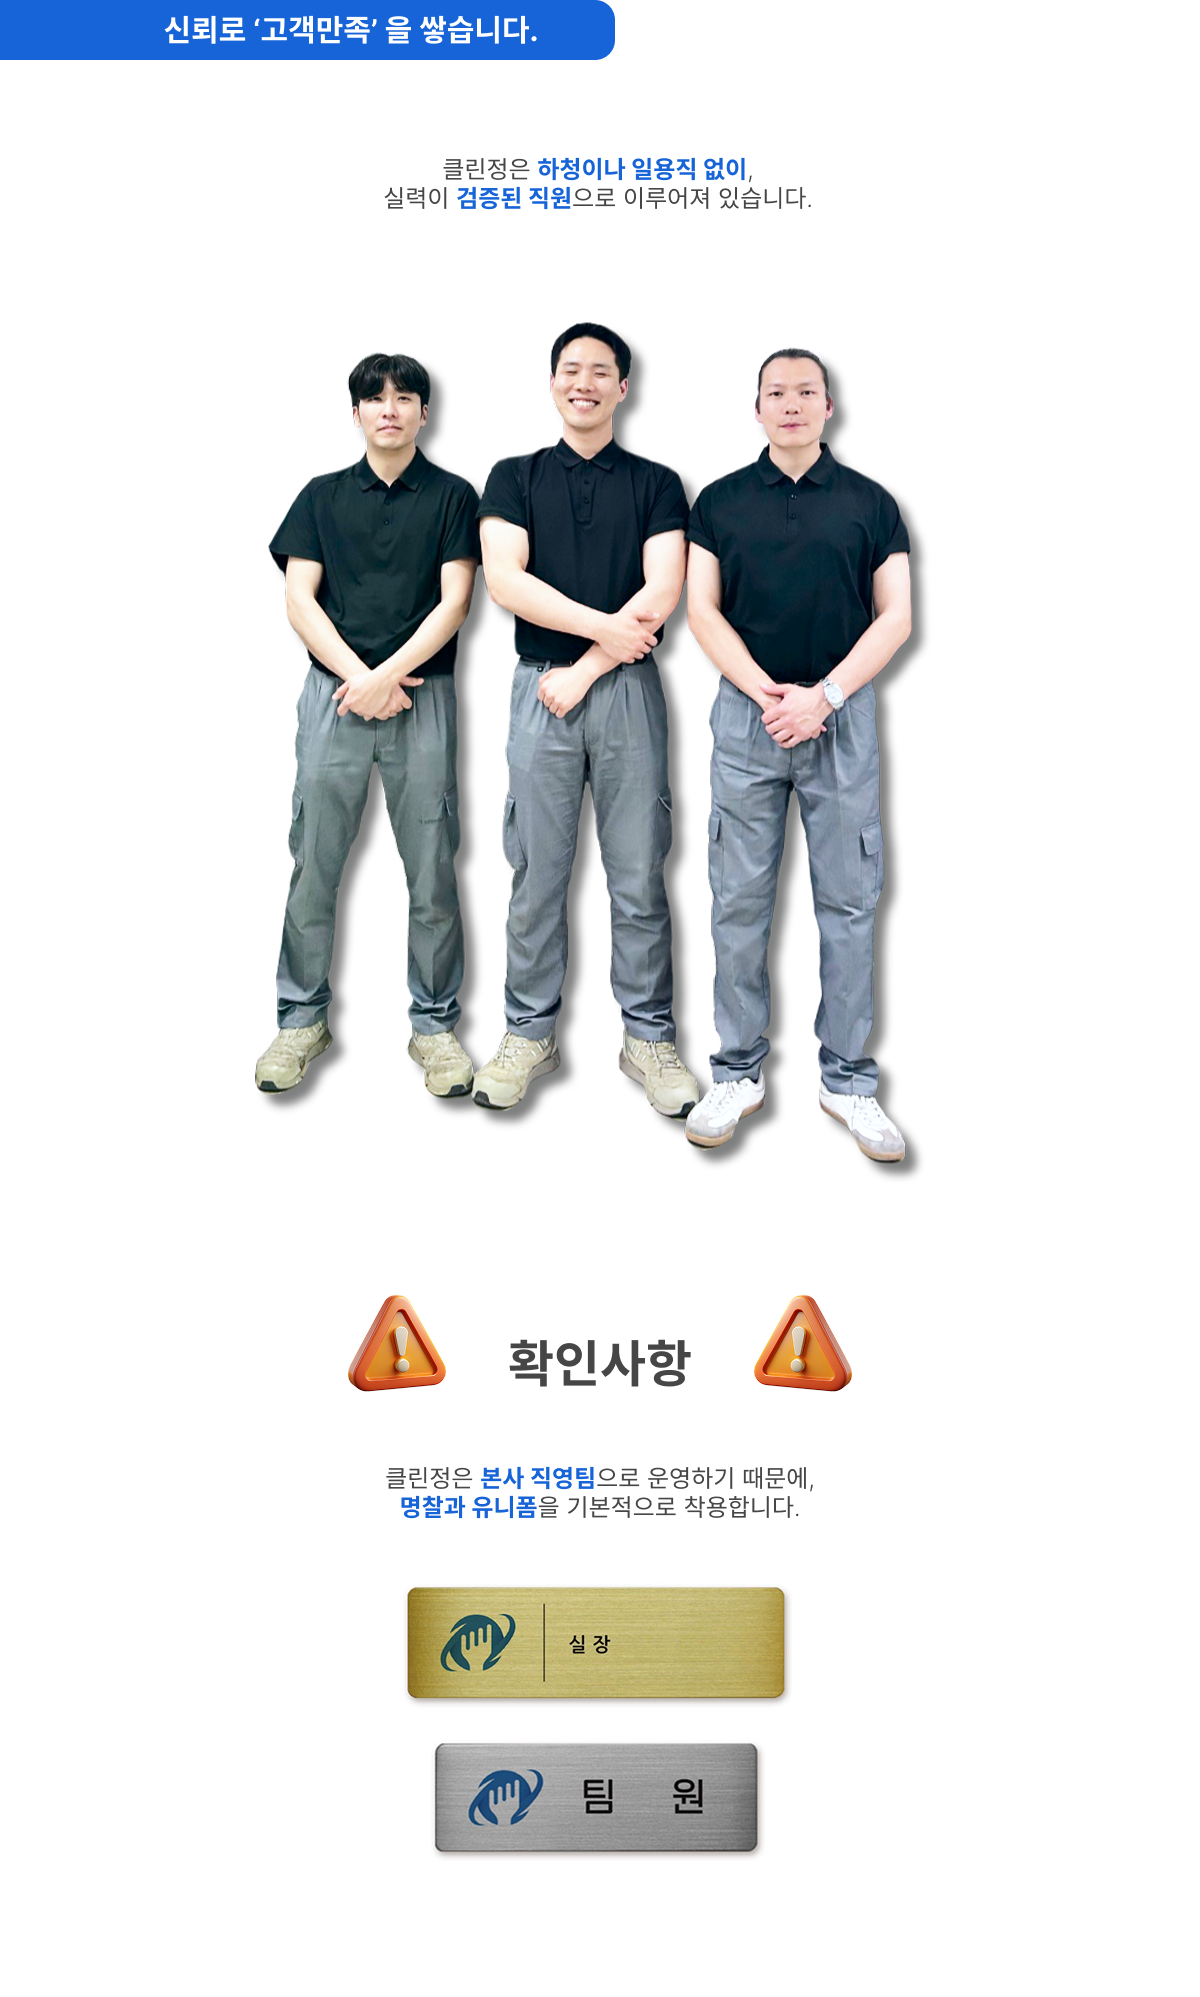 신뢰로 ‘고객만족’ 을 쌓습니다.
클린정은 하청이나 일용직 없이,
실력이 검증된 직원으로 이루어져 있습니다.
확인사항
클린정은 본사 직영팀으로 운영하기 때문에,
명찰과 유니폼을 기본적으로 착용합니다.
실 장
팀 원